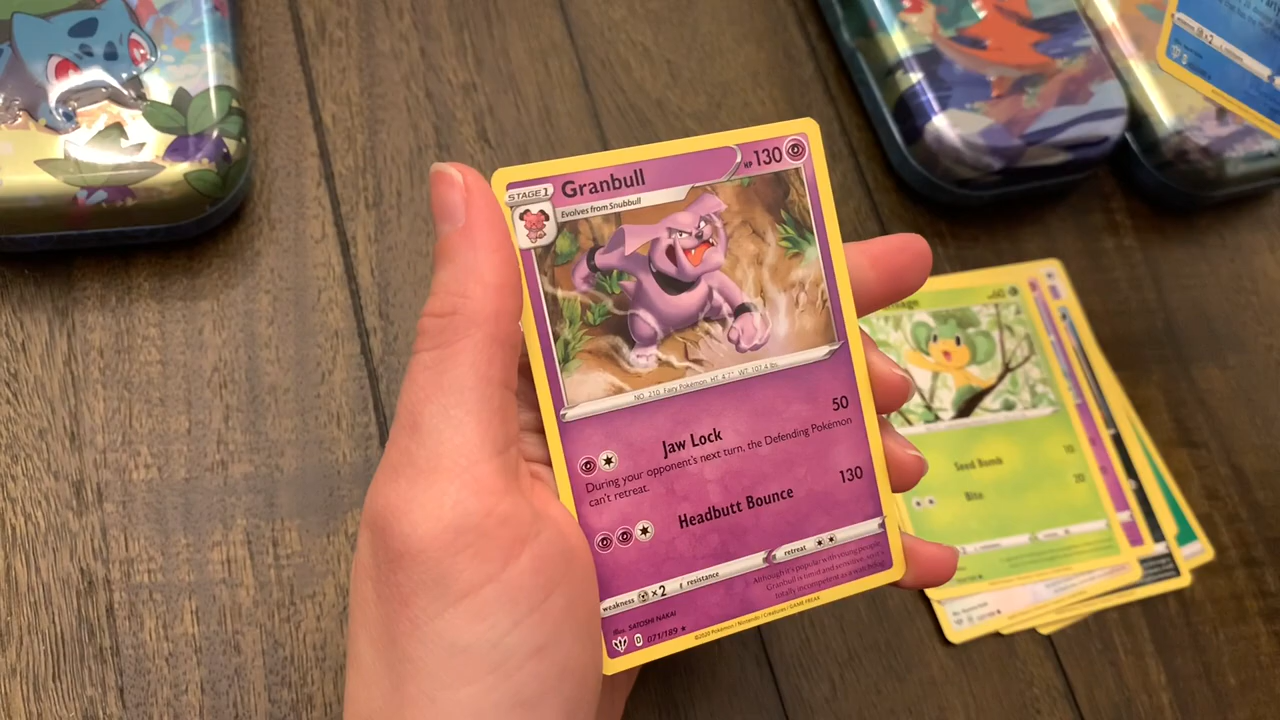 STAGE 1
Granbull
HP 130
Evolves from Snubbull
NO. 210 Fairy Pokémon HT: 4'7" WT: 107.4 lbs.
Jaw Lock 50
During your opponent's next turn, the Defending Pokémon
can't retreat.
Headbutt Bounce 130
weakness ×2 resistance retreat
Although it's popular with young people,
Granbull is timid and sensitive, so it's
totally incompetent as a watchdog.
Illus. SATOSHI NAKAI
D 071/189 ★
©2020 Pokémon / Nintendo / Creatures / GAME FREAK
Seed Bomb 10
Bite 20
×2